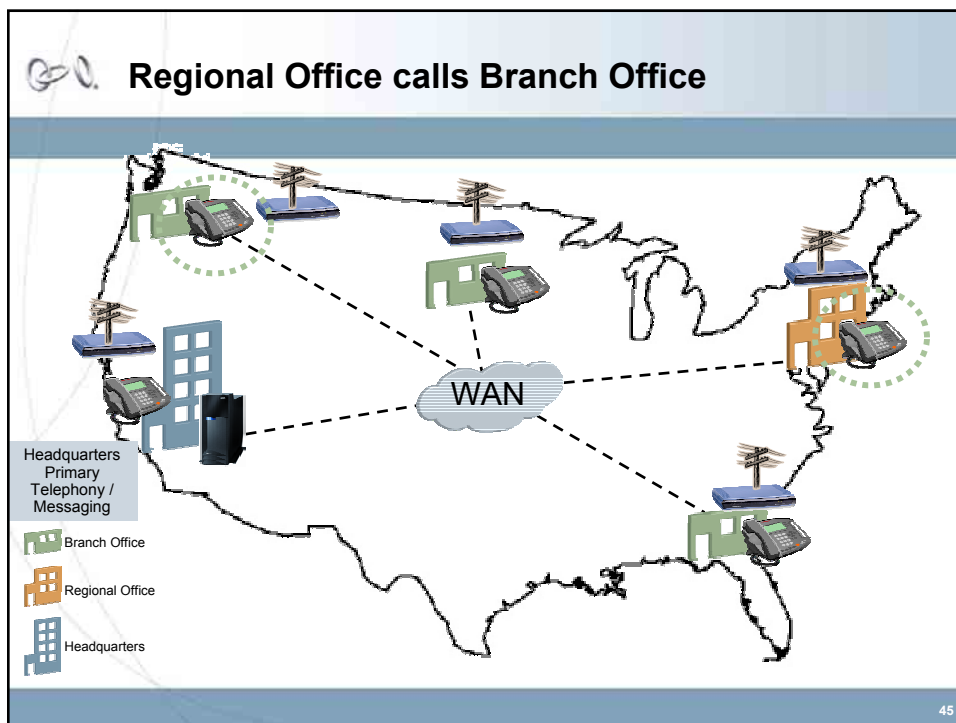 Regional Office calls Branch Office
WAN
Headquarters
Primary
Telephony /
Messaging
Branch Office
Regional Office
Headquarters
45